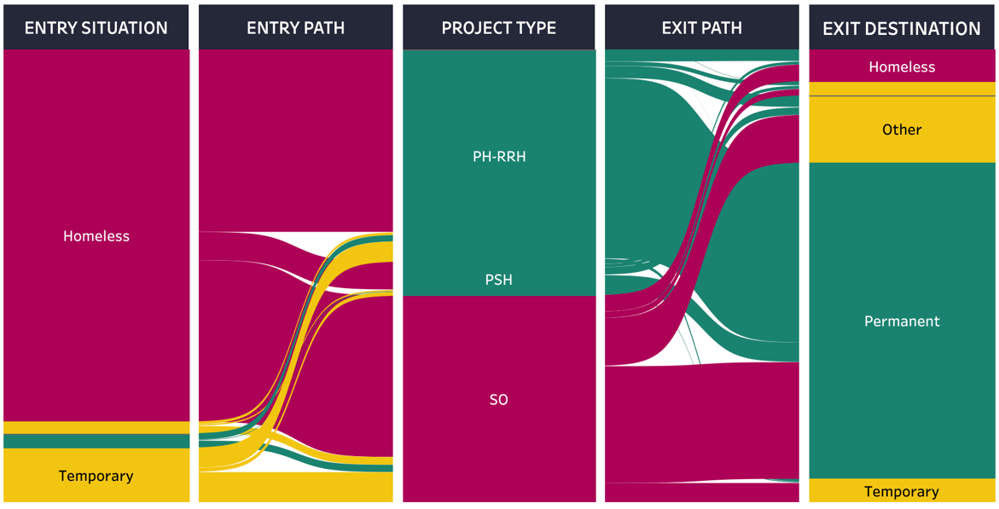 ENTRY SITUATION
ENTRY PATH
PROJECT TYPE
EXIT PATH
EXIT DESTINATION
Homeless
Temporary
PH-RRH
PSH
SO
Homeless
Other
Permanent
Temporary